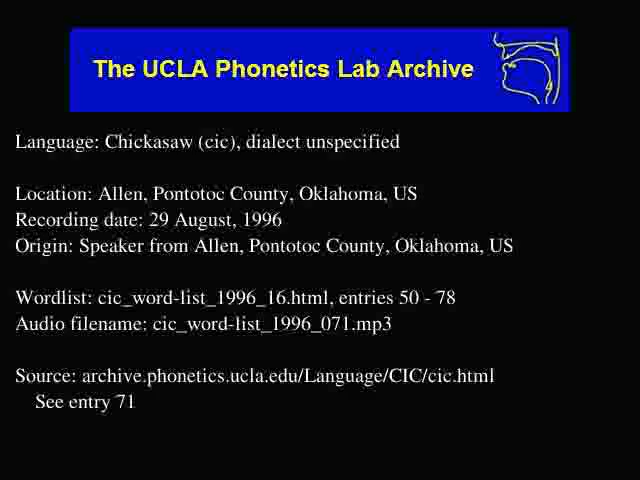 The UCLA Phonetics Lab Archive
Language: Chickasaw (cic), dialect unspecified
Location: Allen, Pontotoc County, Oklahoma, US
Recording date: 29 August, 1996
Origin: Speaker from Allen, Pontotoc County, Oklahoma, US
Wordlist: cic_word-list_1996_16.html, entries 50 - 78
Audio filename: cic_word-list_1996_071.mp3
Source: archive.phonetics.ucla.edu/Language/CIC/cic.html
See entry 71